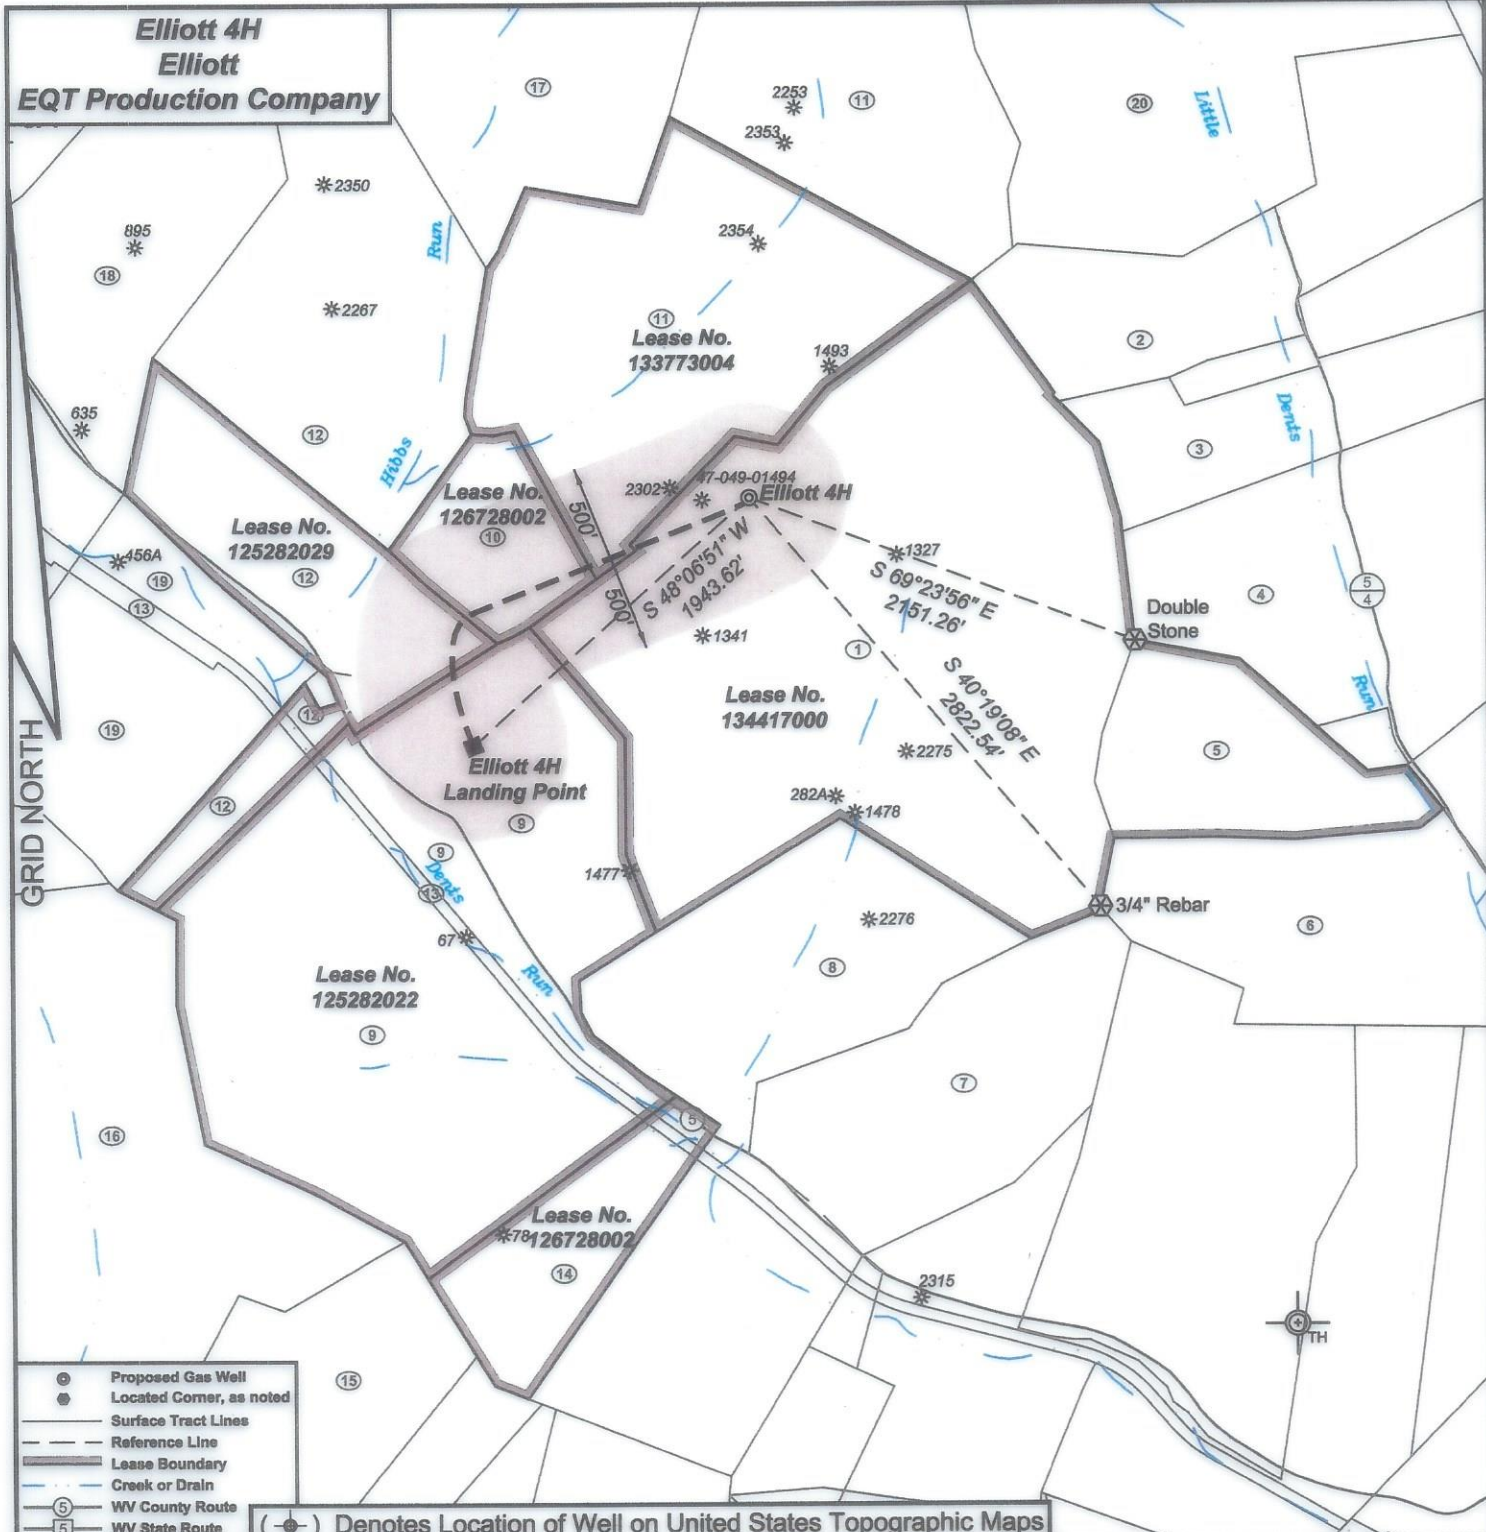 Elliott 4H
Elliott
EQT Production Company
17
2253
11
20
Little
2353
2350
895
Run
2354
18
2267
11
Lease No.
133773004
2
1493
635
12
Dents
Hibbs
3
47-049-01494
2302
Elliott 4H
Lease No.
126728002
10
500'
Lease No.
125282029
12
456A
19
13
1327
S 48°06'51" W
1943.62'
S 69°23'56" E
2151.26'
500'
4
5
4
Double
Stone
1341
1
S 40°19'08" E
2822.54'
Run
Lease No.
134417000
12
19
GRID NORTH
2275
5
Elliott 4H
Landing Point
282A
1478
12
9
9
Dents
1477
13
3/4" Rebar
2276
6
67
8
Run
Lease No.
125282022
9
7
5
16
Lease No.
126728002
78
14
2315
TH
15
Proposed Gas Well
Located Corner, as noted
Surface Tract Lines
Reference Line
Lease Boundary
Creek or Drain
5 WV County Route
5 WV State Route
( ) Denotes Location of Well on United States Topographic Maps